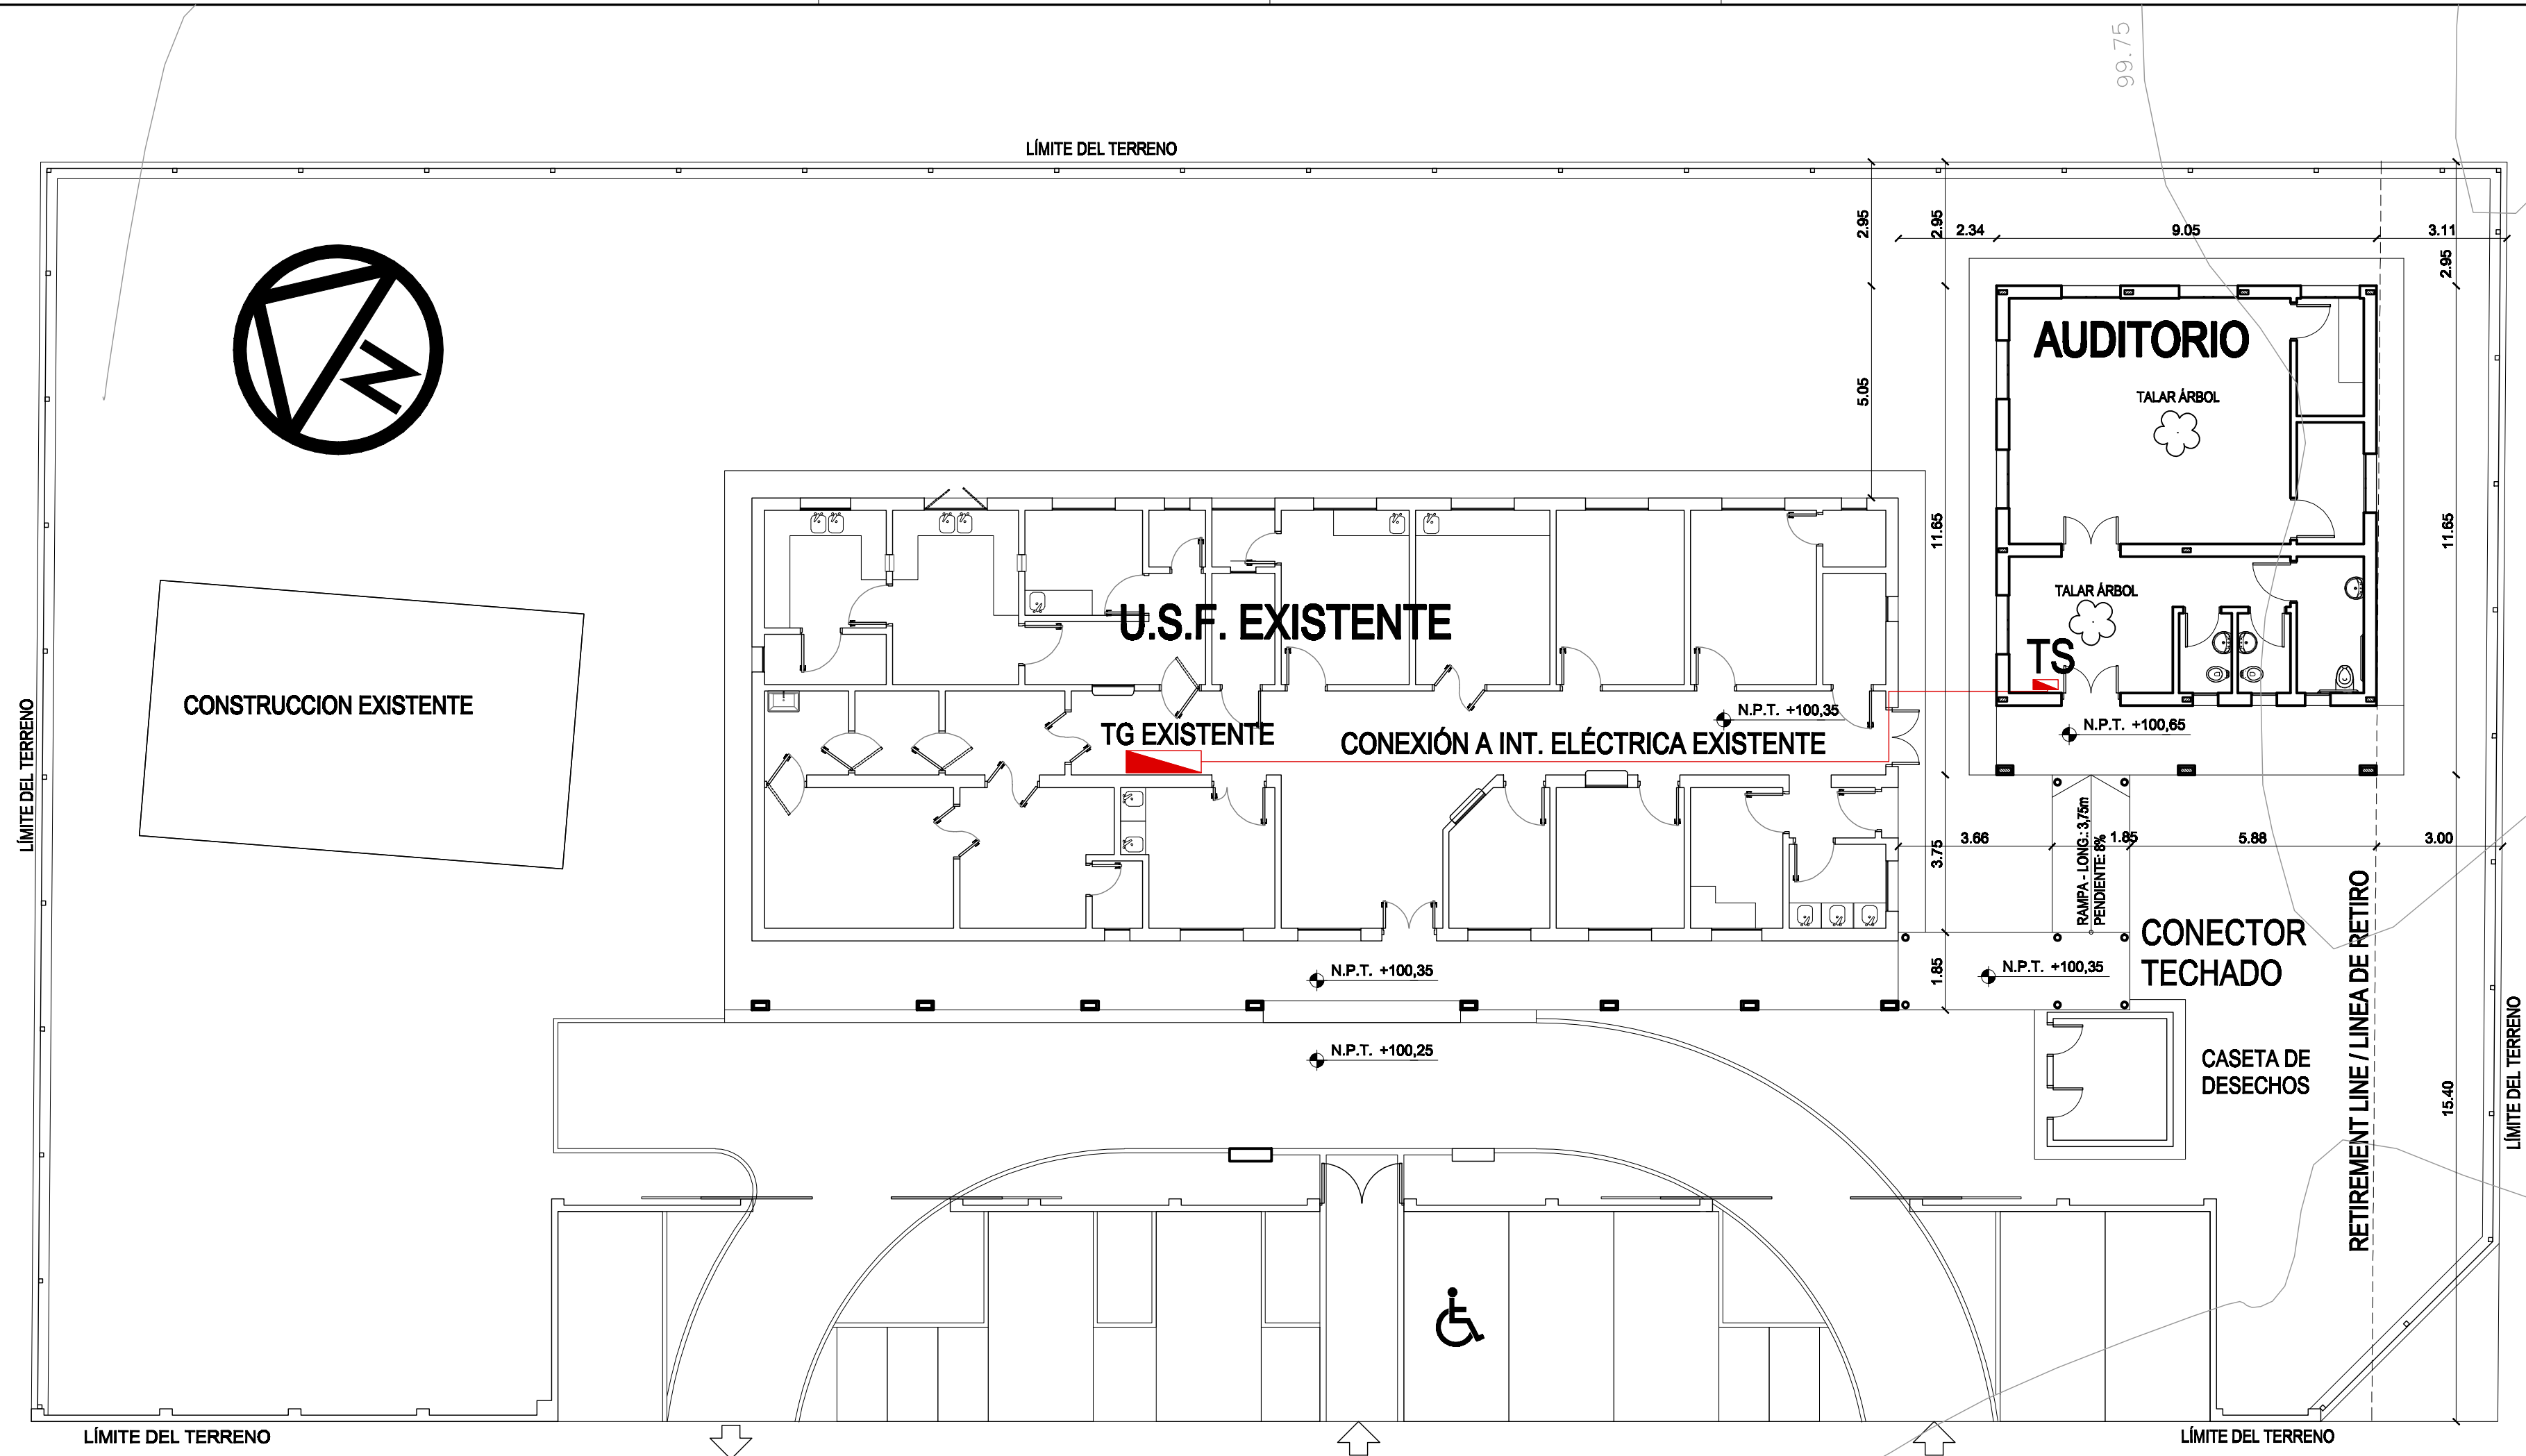 99.75
LÍMITE DEL TERRENO
2.95
2.95
2.34
9.05
3.11
2.95
N
AUDITORIO
TALAR ÁRBOL
5.05
11.65
11.65
TALAR ÁRBOL
U.S.F. EXISTENTE
TS
CONSTRUCCION EXISTENTE
LÍMITE DEL TERRENO
N.P.T. +100,35
N.P.T. +100,65
TG EXISTENTE
CONEXIÓN A INT. ELÉCTRICA EXISTENTE
RAMPA - LONG.: 3,75m
PENDIENTE: 8%
3.75
3.66
1.85
5.88
3.00
CONECTOR
TECHADO
RETIREMENT LINE / LINEA DE RETIRO
N.P.T. +100,35
1.85
N.P.T. +100,35
N.P.T. +100,25
CASETA DE
DESECHOS
15.40
LÍMITE DEL TERRENO
LÍMITE DEL TERRENO
LÍMITE DEL TERRENO